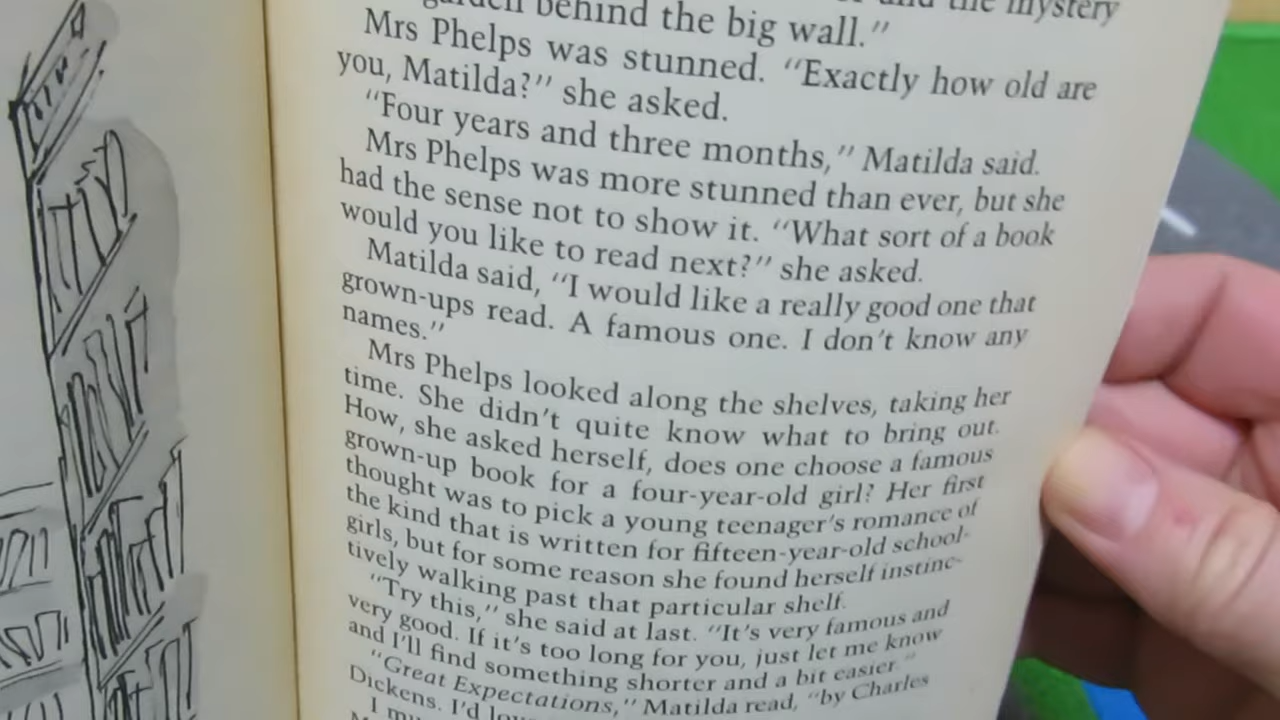 and the mystery
garden behind the big wall."
Mrs Phelps was stunned. "Exactly how old are
you, Matilda?" she asked.
"Four years and three months," Matilda said.
Mrs Phelps was more stunned than ever, but she
had the sense not to show it. "What sort of a book
would you like to read next?" she asked.
Matilda said, "I would like a really good one that
grown-ups read. A famous one. I don't know any
names."
Mrs Phelps looked along the shelves, taking her
time. She didn't quite know what to bring out.
How, she asked herself, does one choose a famous
grown-up book for a four-year-old girl? Her first
thought was to pick a young teenager's romance of
the kind that is written for fifteen-year-old school-
girls, but for some reason she found herself instinc-
tively walking past that particular shelf.
"Try this," she said at last. "It's very famous and
very good. If it's too long for you, just let me know
and I'll find something shorter and a bit easier."
"Great Expectations," Matilda read, "by Charles
Dickens. I'd
I